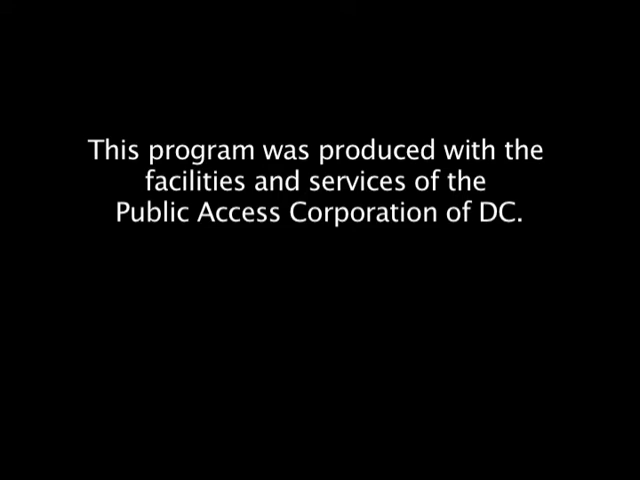 This program was produced with the
facilities and services of the
Public Access Corporation of DC.